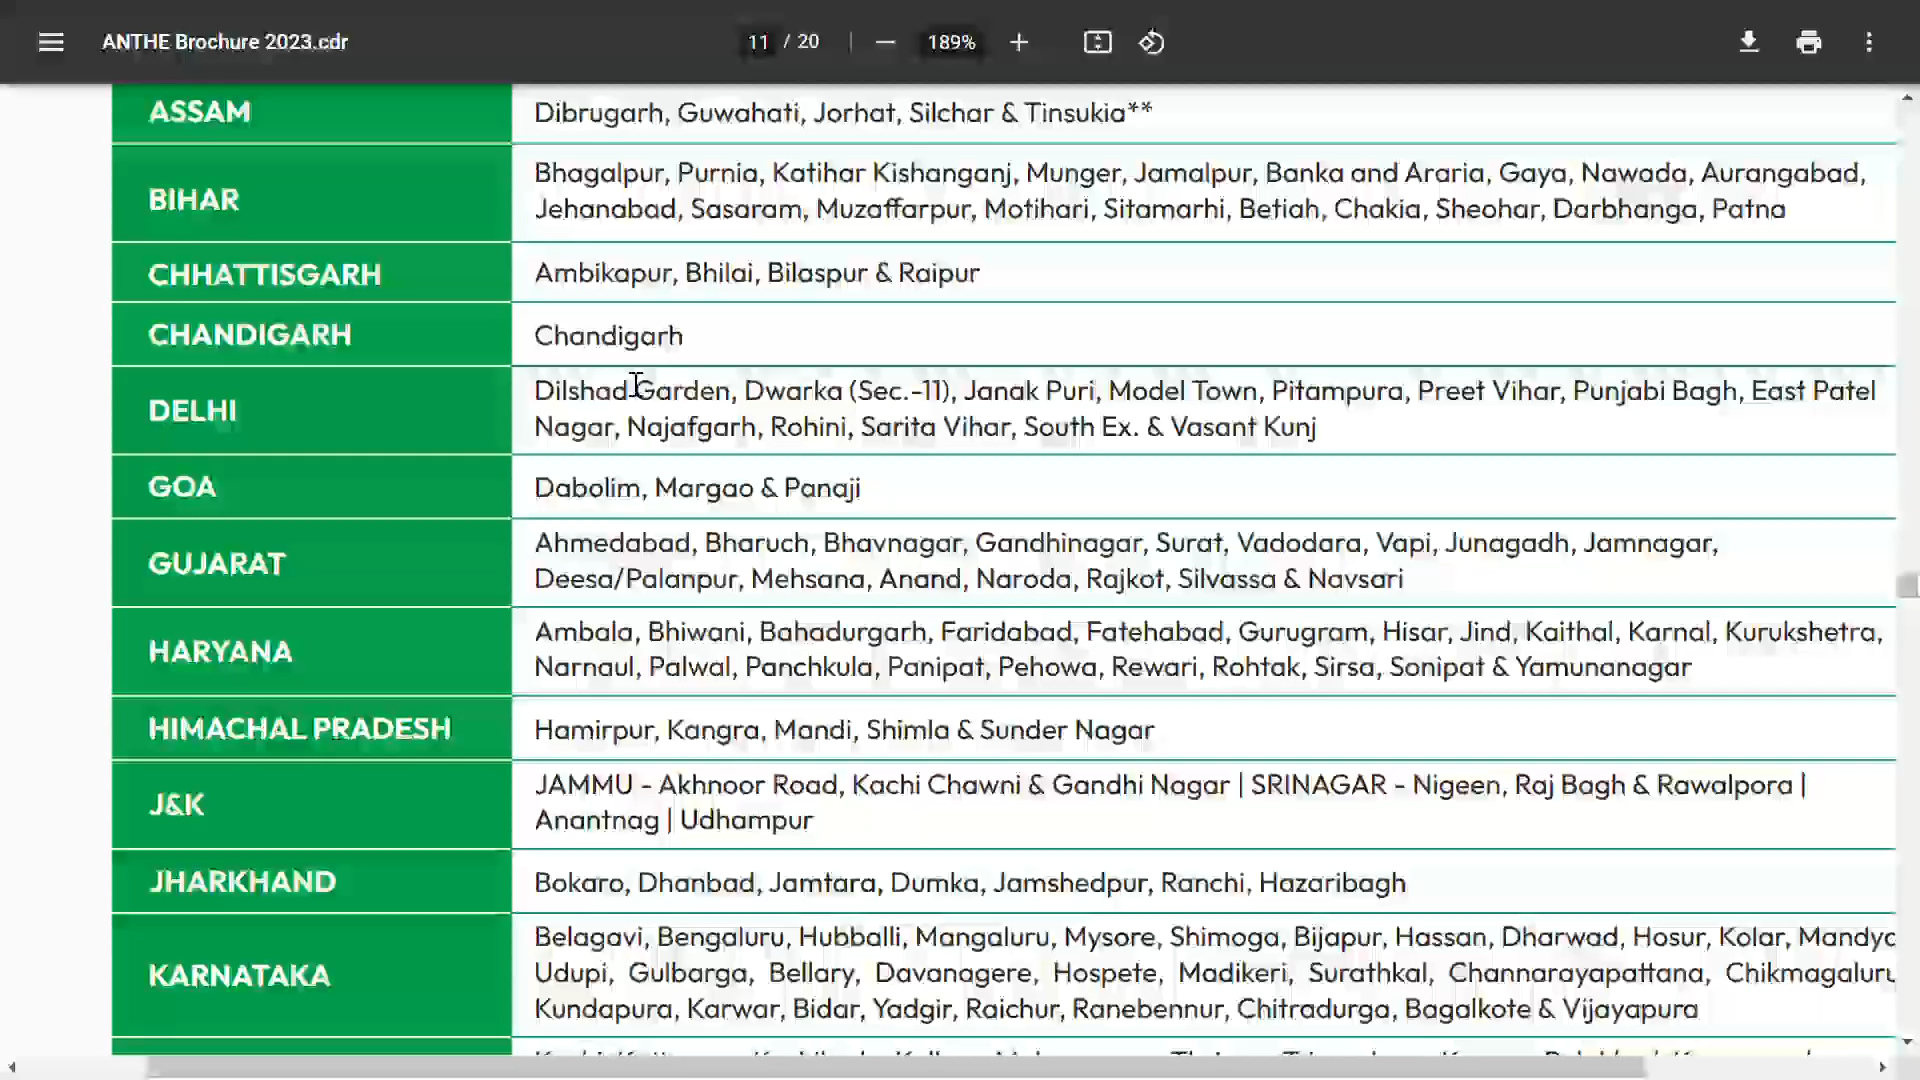 ANTHE Brochure 2023.cdr
11 / 20
189%
ASSAM
Dibrugarh, Guwahati, Jorhat, Silchar & Tinsukia**
BIHAR
Bhagalpur, Purnia, Katihar Kishanganj, Munger, Jamalpur, Banka and Araria, Gaya, Nawada, Aurangabad,
Jehanabad, Sasaram, Muzaffarpur, Motihari, Sitamarhi, Betiah, Chakia, Sheohar, Darbhanga, Patna
CHHATTISGARH
Ambikapur, Bhilai, Bilaspur & Raipur
CHANDIGARH
Chandigarh
DELHI
Dilshad Garden, Dwarka (Sec.-11), Janak Puri, Model Town, Pitampura, Preet Vihar, Punjabi Bagh, East Patel
Nagar, Najafgarh, Rohini, Sarita Vihar, South Ex. & Vasant Kunj
GOA
Dabolim, Margao & Panaji
GUJARAT
Ahmedabad, Bharuch, Bhavnagar, Gandhinagar, Surat, Vadodara, Vapi, Junagadh, Jamnagar,
Deesa/Palanpur, Mehsana, Anand, Naroda, Rajkot, Silvassa & Navsari
HARYANA
Ambala, Bhiwani, Bahadurgarh, Faridabad, Fatehabad, Gurugram, Hisar, Jind, Kaithal, Karnal, Kurukshetra,
Narnaul, Palwal, Panchkula, Panipat, Pehowa, Rewari, Rohtak, Sirsa, Sonipat & Yamunanagar
HIMACHAL PRADESH
Hamirpur, Kangra, Mandi, Shimla & Sunder Nagar
J&K
JAMMU - Akhnoor Road, Kachi Chawni & Gandhi Nagar | SRINAGAR - Nigeen, Raj Bagh & Rawalpora |
Anantnag | Udhampur
JHARKHAND
Bokaro, Dhanbad, Jamtara, Dumka, Jamshedpur, Ranchi, Hazaribagh
KARNATAKA
Belagavi, Bengaluru, Hubballi, Mangaluru, Mysore, Shimoga, Bijapur, Hassan, Dharwad, Hosur, Kolar,
Udupi, Gulbarga, Bellary, Davanagere, Hospete, Madikeri, Surathkal, Channarayapattana, Chikmagaluru
Kundapura, Karwar, Bidar, Yadgir, Raichur, Ranebennur, Chitradurga, Bagalkote & Vijayapura